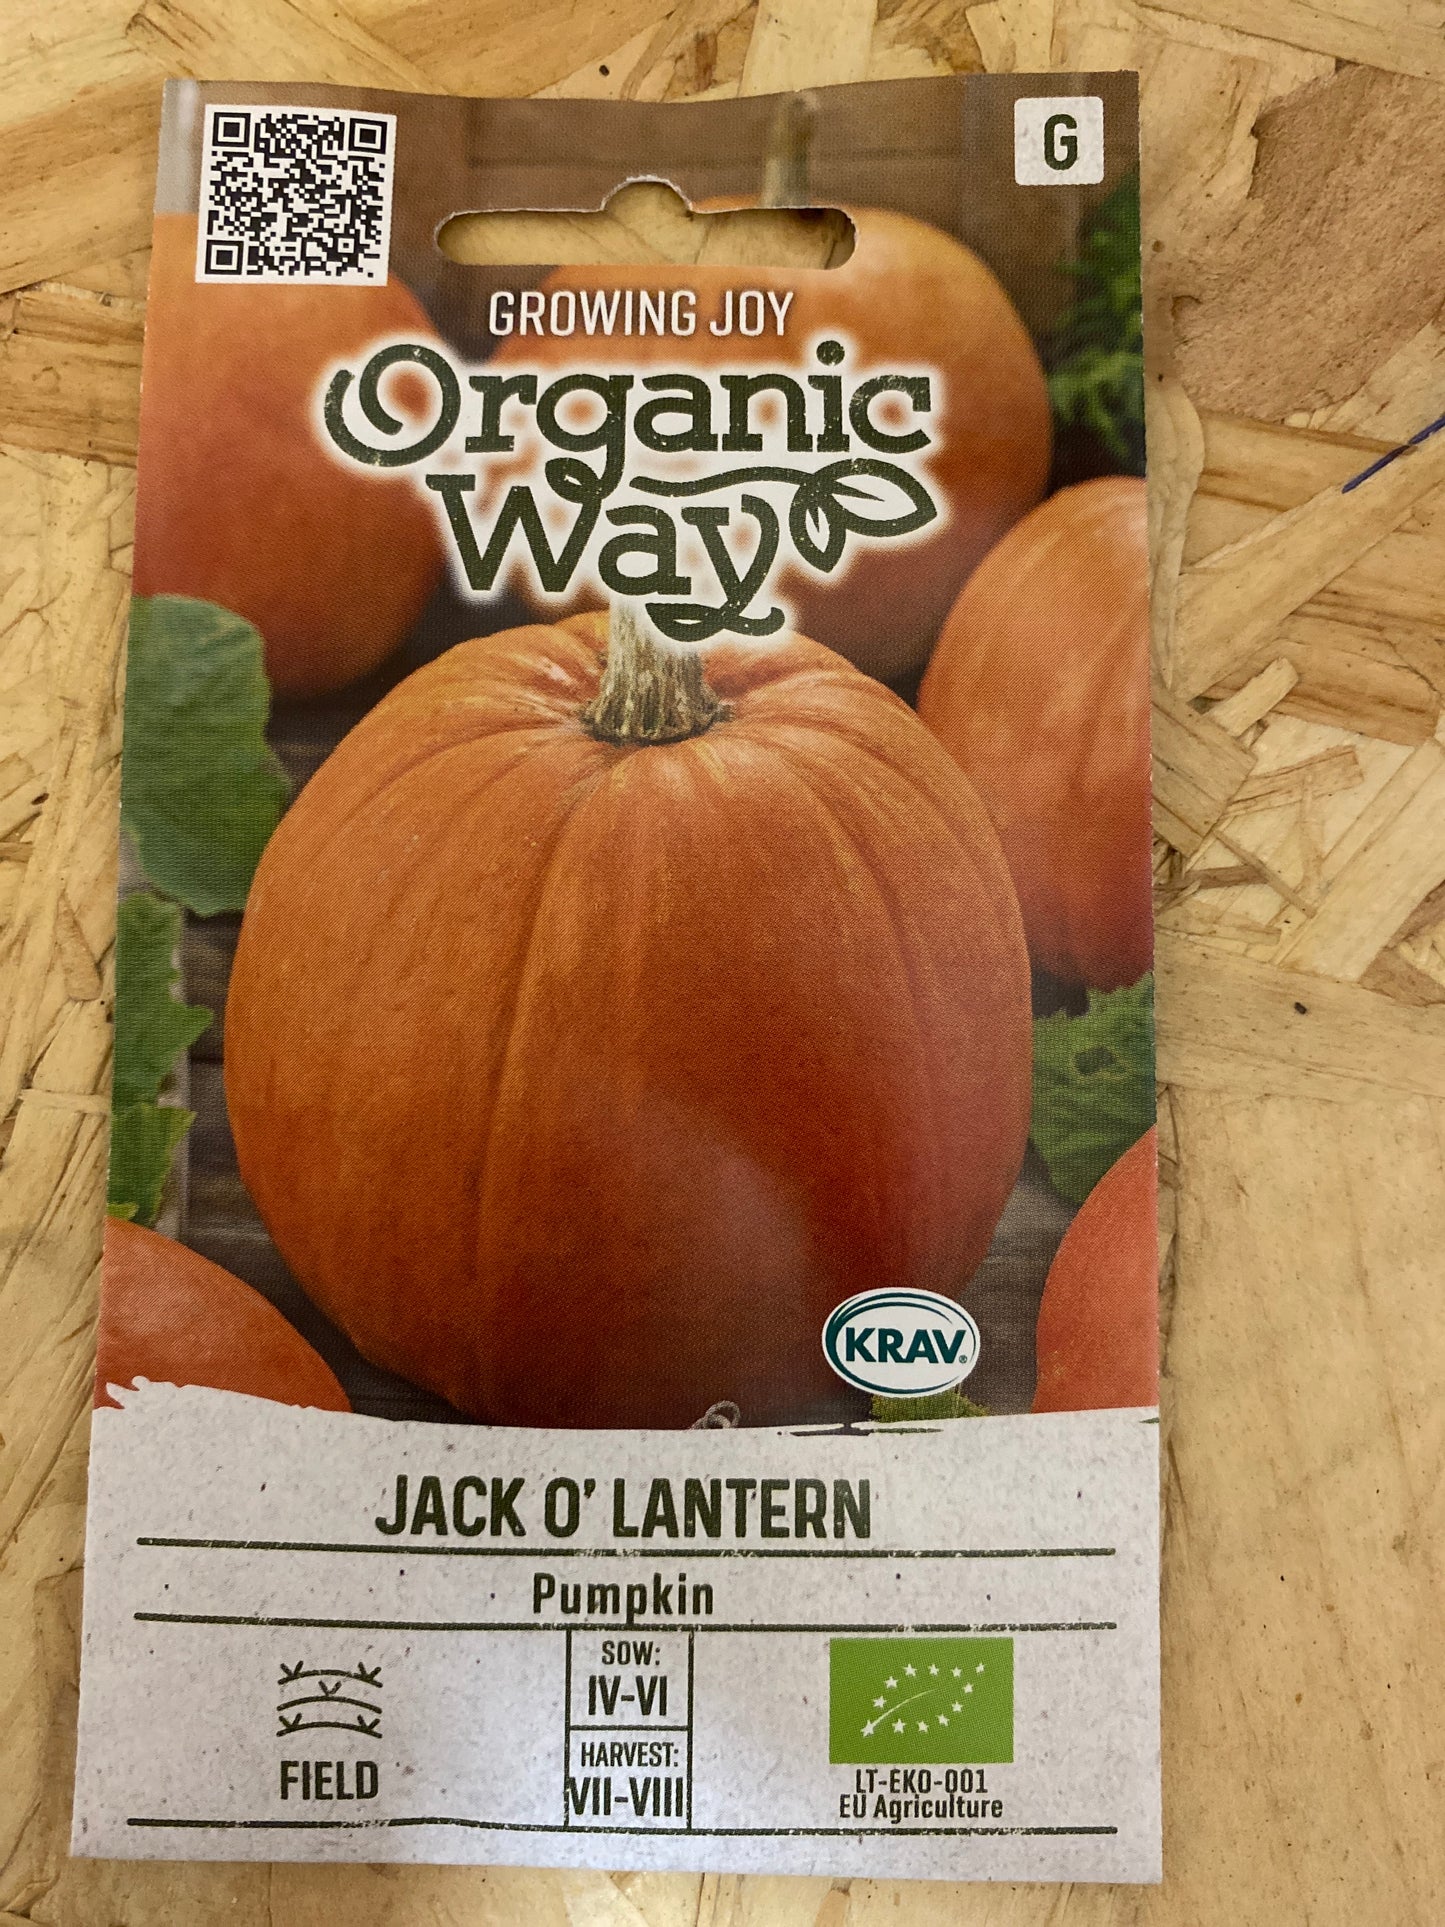 G
GROWING JOY
Organic
Way
KRAV®
JACK O' LANTERN
Pumpkin
SOW:
IV-VI
HARVEST:
VII-VIII
FIELD
LT-EKO-001
EU Agriculture